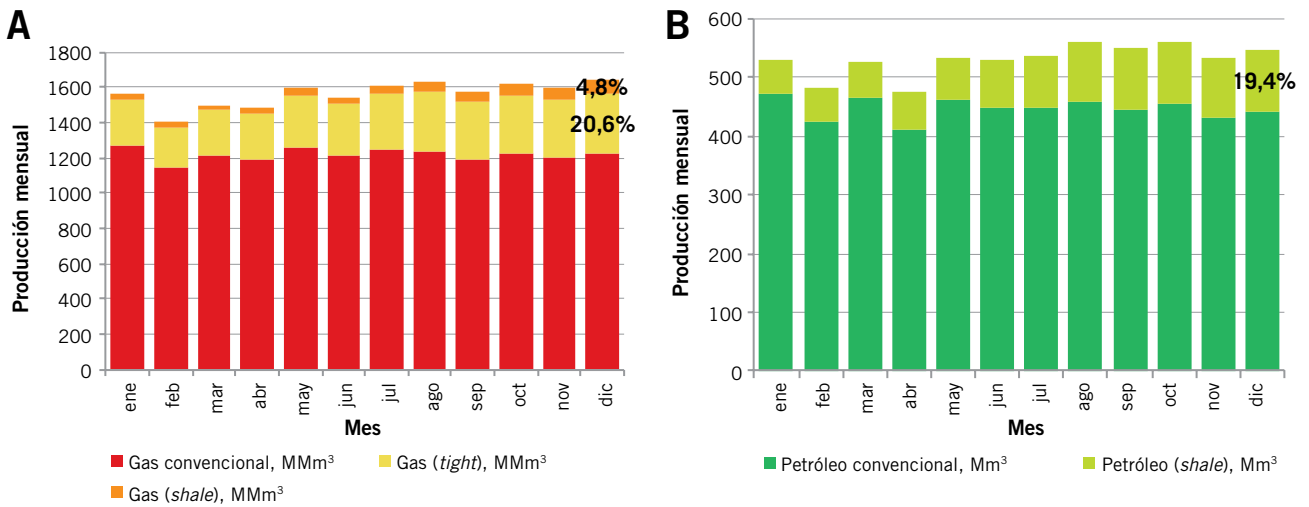 A
Producción mensual
1800
1600
1400
1200
1000
800
600
400
200
0
4,8%
20,6%
ene feb mar abr may jun jul ago sep oct nov dic
Mes
Gas convencional, MMm³
Gas (tight), MMm³
Gas (shale), MMm³
B
Producción mensual
600
500
400
300
200
100
0
19,4%
ene feb mar abr may jun jul ago sep oct nov dic
Mes
Petróleo convencional, Mm³
Petróleo (shale), Mm³